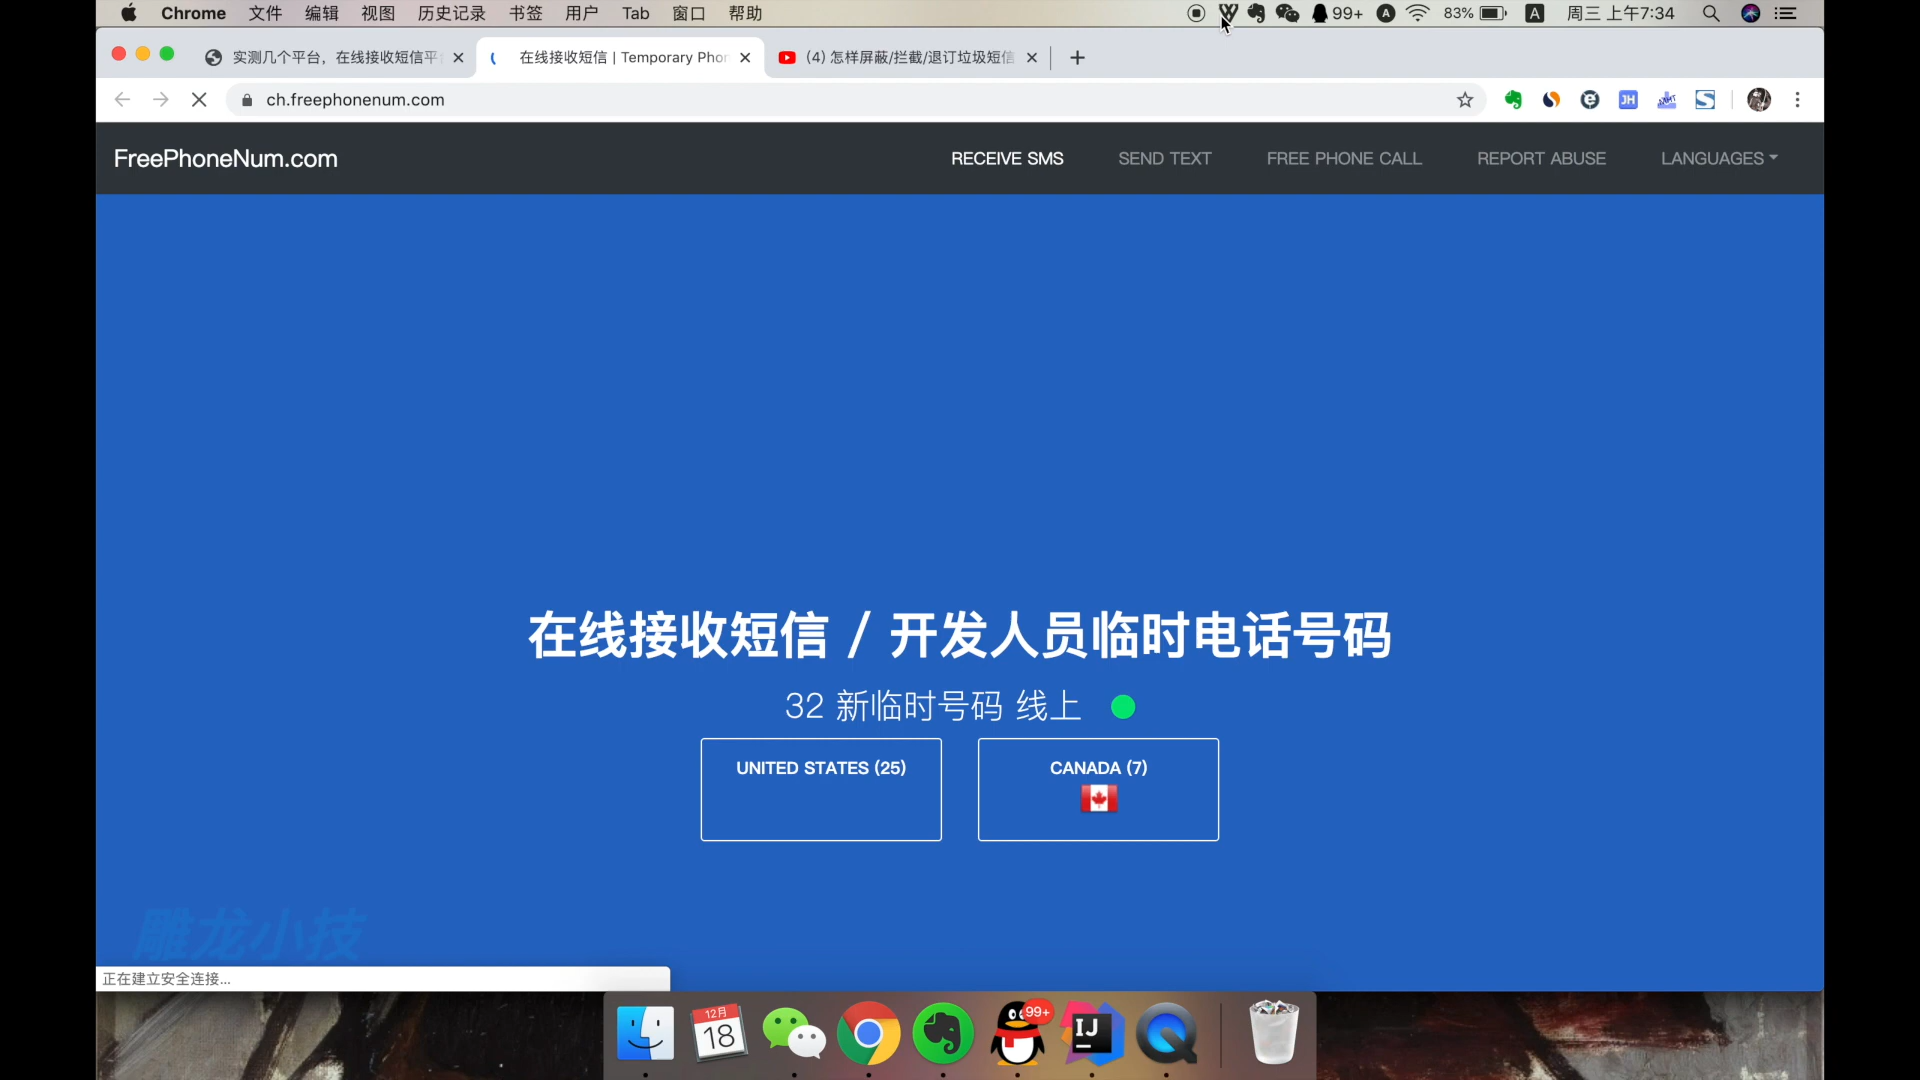 Chrome 文件 编辑 视图 历史记录 书签 用户 Tab 窗口 帮助 99+ A 83% A 周三 上午7:34
实测几个平台，在线接收短信平
在线接收短信 | Temporary Phon
(4) 怎样屏蔽/拦截/退订垃圾短信
ch.freephonenum.com
JH
FreePhoneNum.com
RECEIVE SMS
SEND TEXT
FREE PHONE CALL
REPORT ABUSE
LANGUAGES
在线接收短信 / 开发人员临时电话号码
32 新临时号码 线上
UNITED STATES (25)
CANADA (7)
雕龙小技
正在建立安全连接...
12月
18
99+
IJ